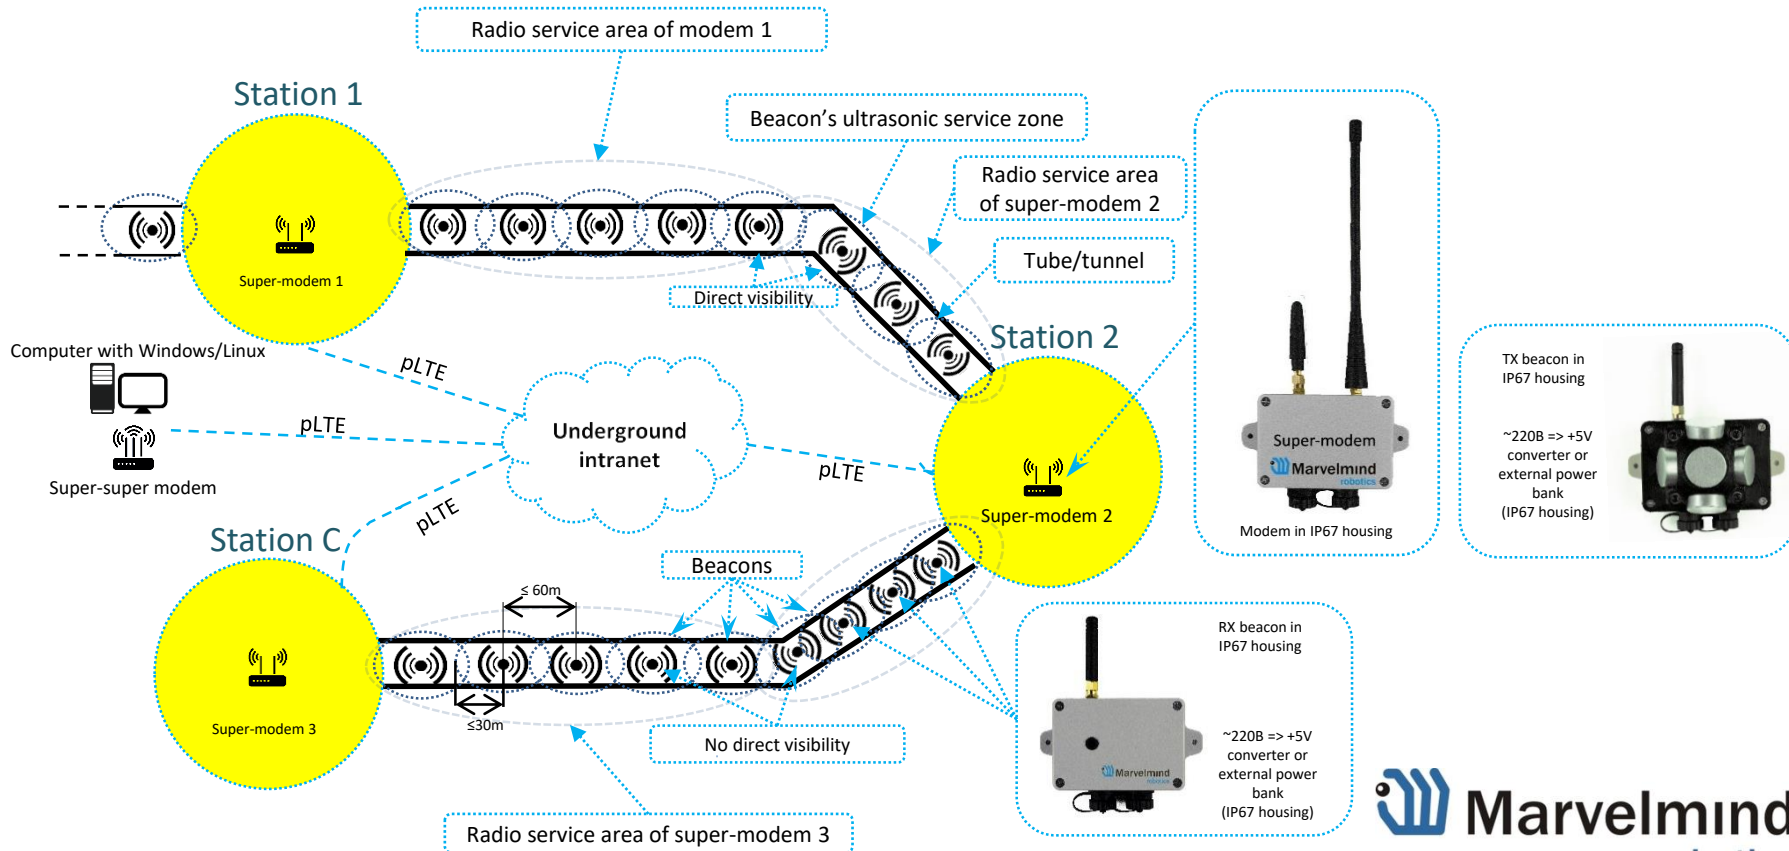 Radio service area of modem 1
Station 1
Beacon's ultrasonic service zone
Radio service area
of super-modem 2
Tube/tunnel
Super-modem 1
Direct visibility
Station 2
Computer with Windows/Linux
pLTE
pLTE
Underground
intranet
pLTE
Super-super modem
pLTE
Super-modem 2
Super-modem
Marvelmind
robotics
Modem in IP67 housing
TX beacon in
IP67 housing
~220B => +5V
converter or
external power
bank
(IP67 housing)
Station C
Beacons
≤ 60m
≤30m
Super-modem 3
No direct visibility
Radio service area of super-modem 3
RX beacon in
IP67 housing
Marvelmind
~220B => +5V
converter or
external power
bank
(IP67 housing)
Marvelmind